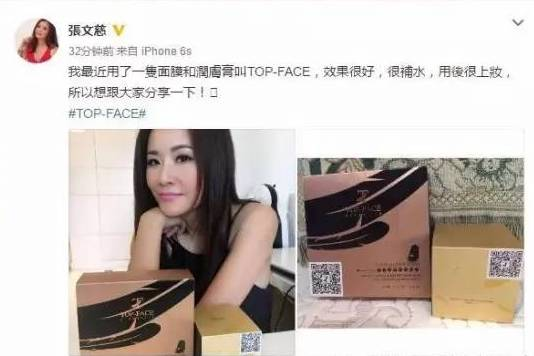 張文慈
32分钟前 来自 iPhone 6s
我最近用了一隻面膜和潤膚膏叫TOP-FACE，效果很好，很補水，用後很上妝，
所以想跟大家分享一下！
#TOP-FACE#
TOP-FACE
TOP-FACE